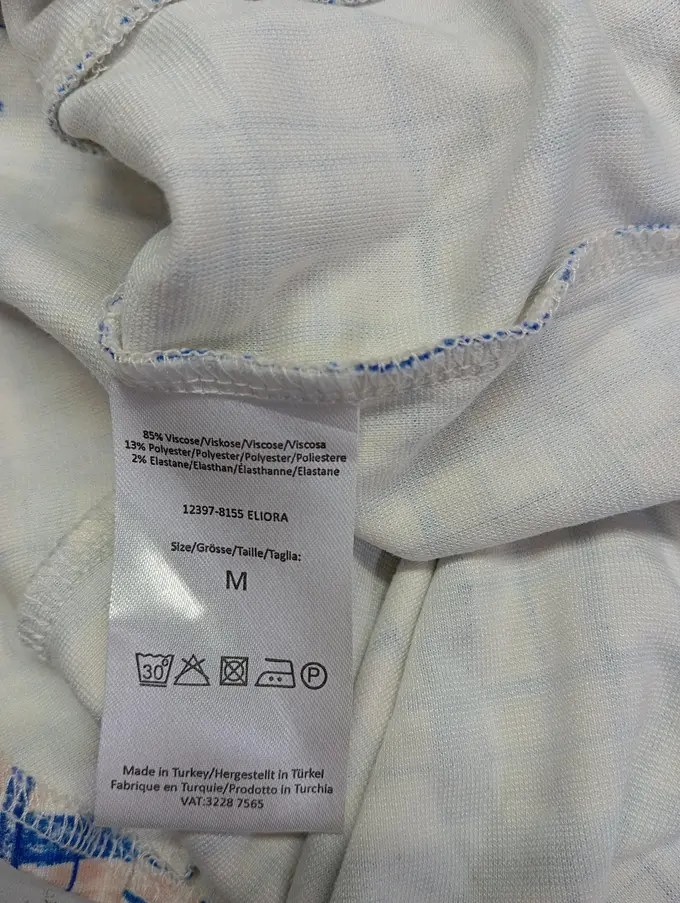 85% Viscose/Viskose/Viscose/Viscosa
13% Polyester/Polyester/Polyester/Poliestere
2% Elastane/Elasthan/Élasthanne/Elastane
12397-8155 ELIORA
Size/Grösse/Taille/Taglia:
M
30° P
Made in Turkey/Hergestellt in Türkel
Fabrique en Turquie/Prodotto in Turchia
VAT:3228 7565